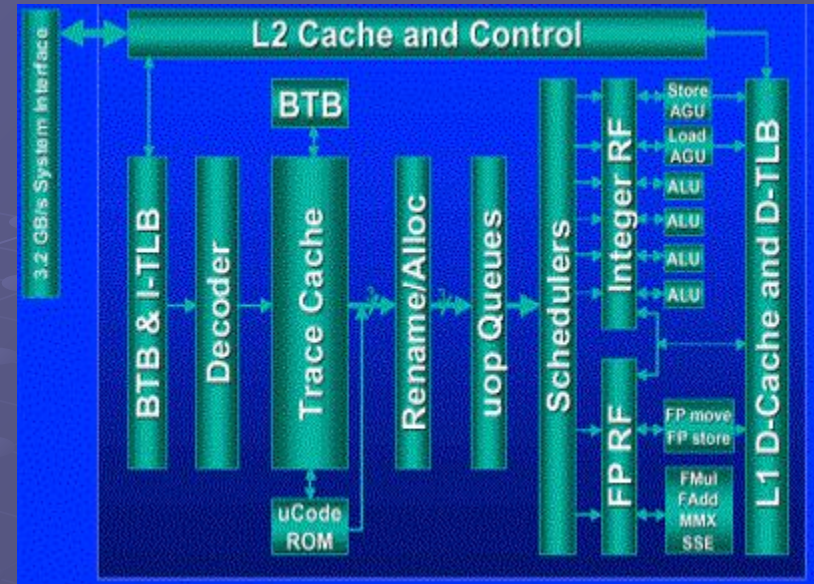 L2 Cache and Control
3.2 GB/s System Interface
BTB
BTB & I-TLB
Decoder
Trace Cache
uCode
ROM
3
Rename/Alloc
3
uop Queues
Schedulers
Integer RF
FP RF
Store
AGU
Load
AGU
ALU
ALU
ALU
ALU
FP move
FP store
FMul
FAdd
MMX
SSE
L1 D-Cache and D-TLB